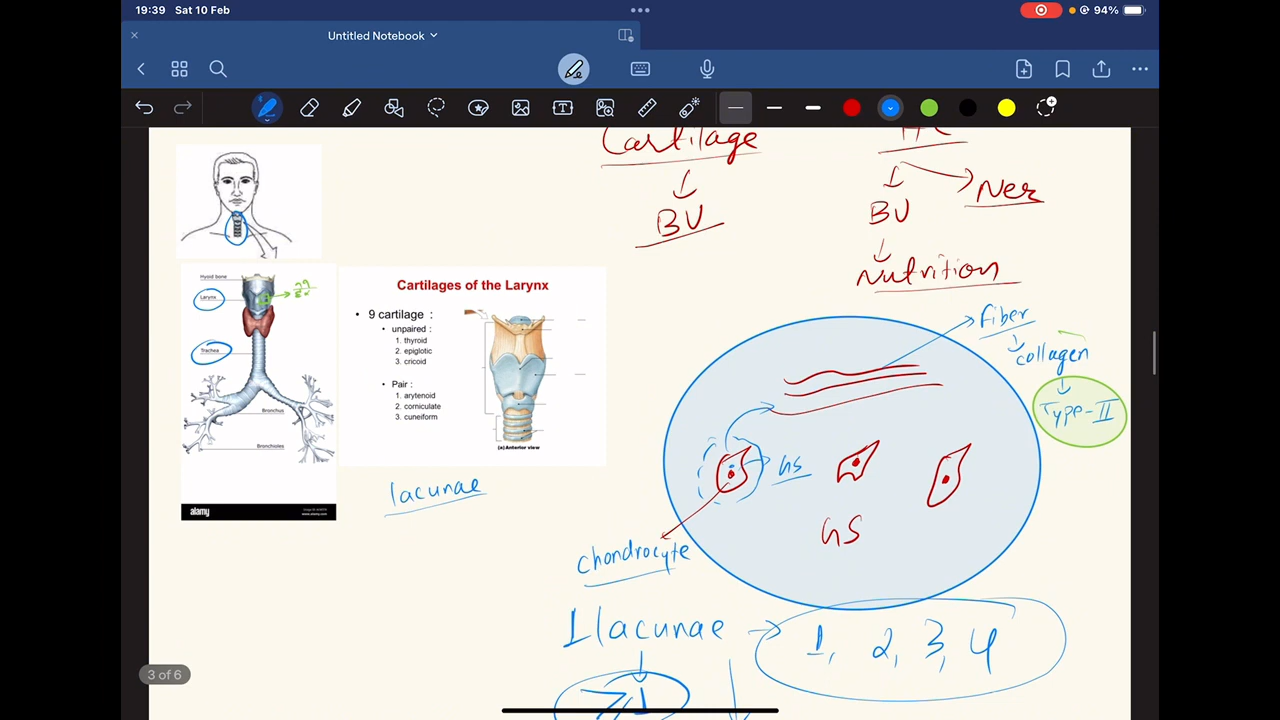 19:39 Sat 10 Feb
94%
Untitled Notebook
Cartilage
BV
BV
Ner
Nutrition
Hyoid bone
Larynx
Trachea
Bronchus
Bronchioles
alamy
Cartilages of the Larynx
• 9 cartilage :
• unpaired :
1. thyroid
2. epiglotic
3. cricoid
• Pair :
1. arytenoid
2. corniculate
3. cuneiform
(a) Anterior view
lacunae
fiber
collagen
Type-II
GS
GS
chondrocyte
1 lacunae
1, 2, 3, 4
1
3 of 6